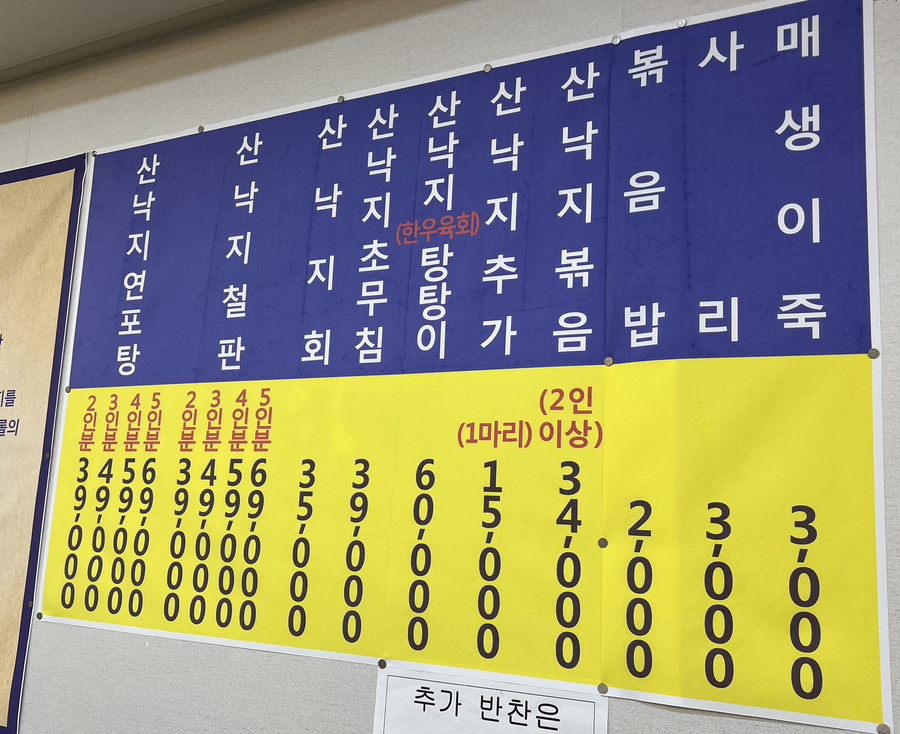 산낙지연포탕
2인분 39,000
3인분 49,000
4인분 59,000
5인분 69,000
산낙지철판
2인분 39,000
3인분 49,000
4인분 59,000
5인분 69,000
산낙지회
35,000
산낙지초무침
39,000
산낙지(한우육회)탕탕이
60,000
산낙지추가
(1마리)
15,000
산낙지볶음
(2인이상)
34,000
볶음밥
2,000
사리
3,000
매생이죽
3,000
추가 반찬은